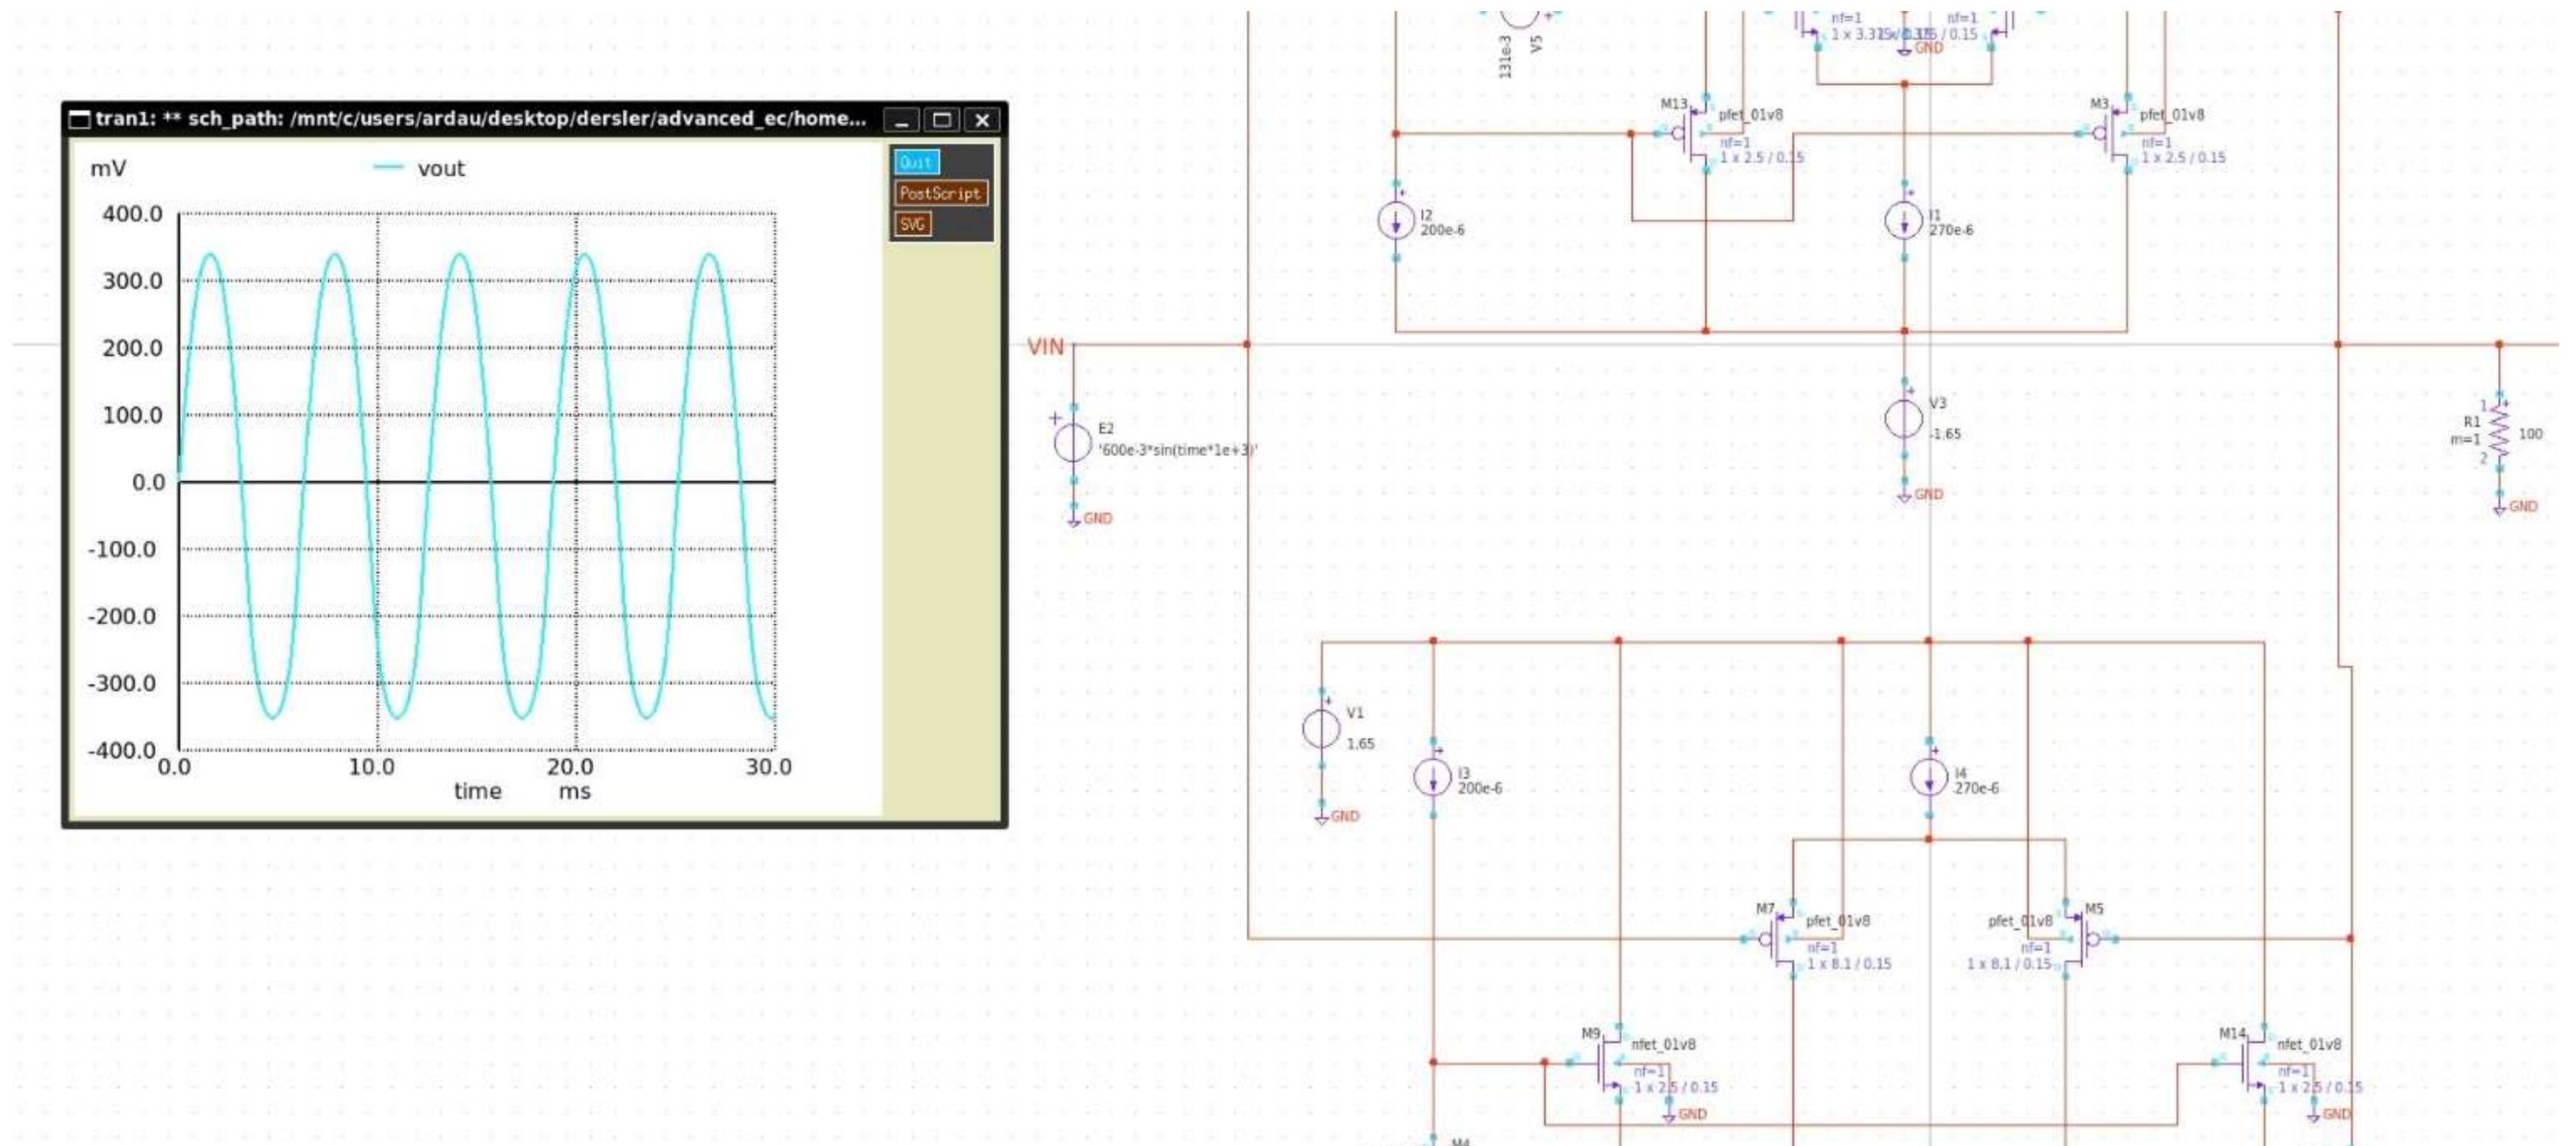 tran1: ** sch_path: /mnt/c/users/ardau/desktop/dersler/advanced_ec/home...
Quit
PostScript
SVG
mV
vout
400.0
300.0
200.0
100.0
0.0
-100.0
-200.0
-300.0
-400.0
0.0 10.0 20.0 30.0
time ms
131e-3
V5
nf=1
nf=1
1 x 3.375 / 0.15
GND
M13
pfet_01v8
nf=1
1 x 2.5 / 0.15
M3
pfet_01v8
nf=1
1 x 2.5 / 0.15
I2
200e-6
I1
270e-6
VIN
E2
'600e-3*sin(time*1e+3)'
GND
V3
-1.65
GND
1
R1
m=1
100
2
GND
V1
1.65
GND
I3
200e-6
I4
270e-6
M7
pfet_01v8
nf=1
1 x 8.1 / 0.15
M5
pfet_01v8
nf=1
1 x 8.1 / 0.15
M9
nfet_01v8
nf=1
1 x 2.5 / 0.15
GND
M14
nfet_01v8
nf=1
1 x 2.5 / 0.15
GND